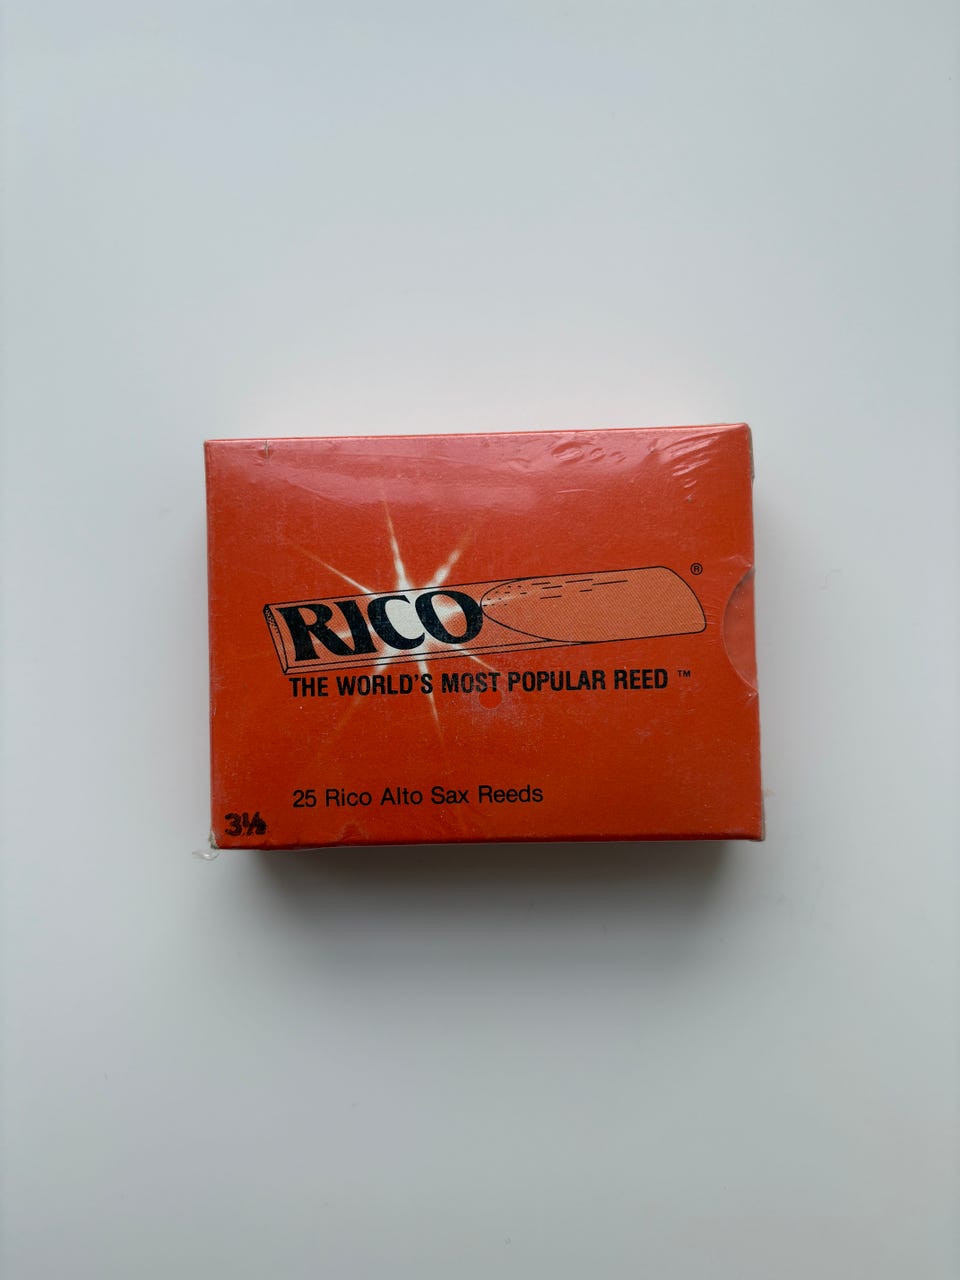 RICO ®
THE WORLD'S MOST POPULAR REED ™
25 Rico Alto Sax Reeds
3½